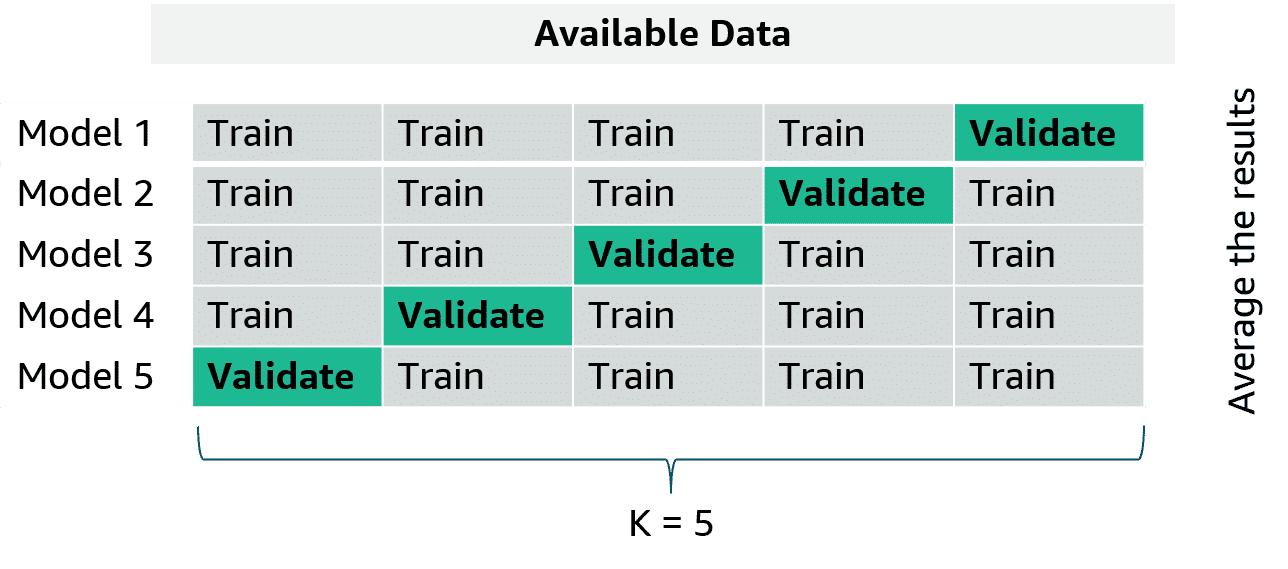 Available Data
Model 1 Train Train Train Train Validate
Model 2 Train Train Train Validate Train
Model 3 Train Train Validate Train Train
Model 4 Train Validate Train Train Train
Model 5 Validate Train Train Train Train
Average the results
K = 5